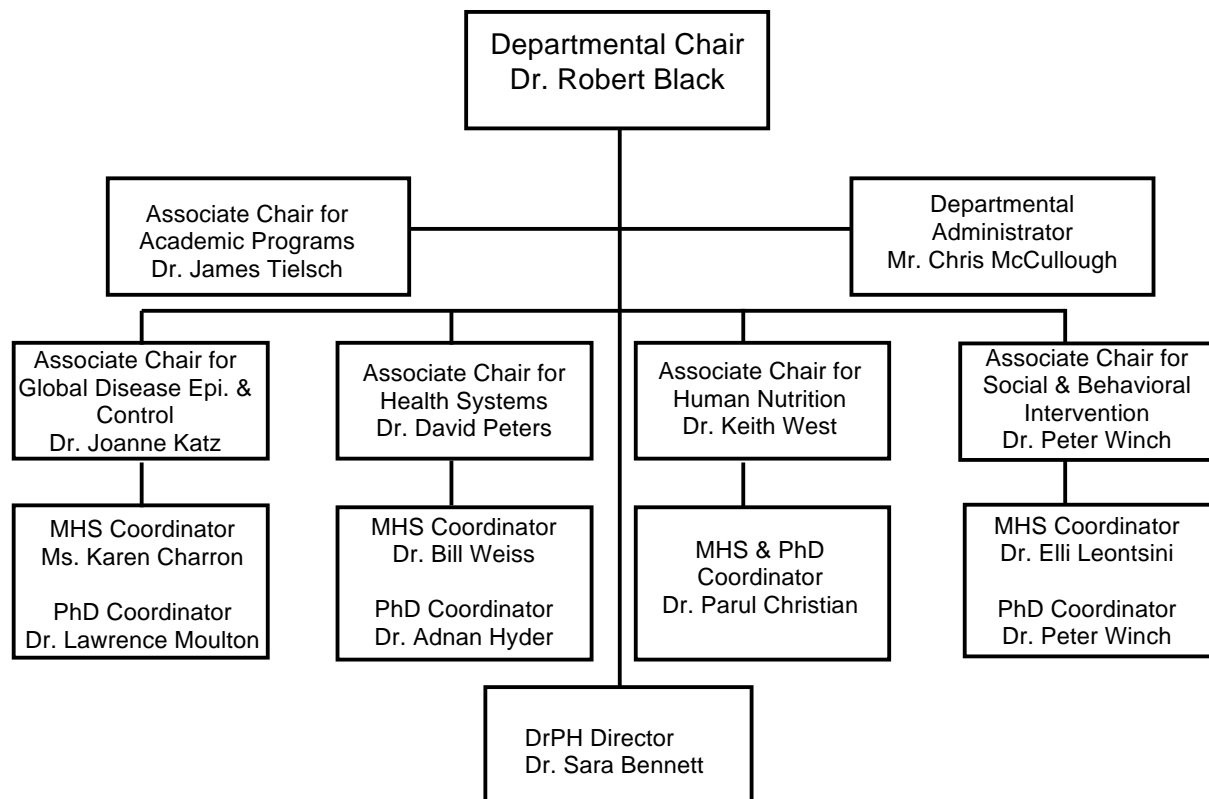 Departmental Chair
Dr. Robert Black
Associate Chair for
Academic Programs
Dr. James Tielsch
Departmental
Administrator
Mr. Chris McCullough
Associate Chair for
Global Disease Epi. &
Control
Dr. Joanne Katz
Associate Chair for
Health Systems
Dr. David Peters
Associate Chair for
Human Nutrition
Dr. Keith West
Associate Chair for
Social & Behavioral
Intervention
Dr. Peter Winch
MHS Coordinator
Ms. Karen Charron
PhD Coordinator
Dr. Lawrence Moulton
MHS Coordinator
Dr. Bill Weiss
PhD Coordinator
Dr. Adnan Hyder
MHS & PhD
Coordinator
Dr. Parul Christian
MHS Coordinator
Dr. Elli Leontsini
PhD Coordinator
Dr. Peter Winch
DrPH Director
Dr. Sara Bennett